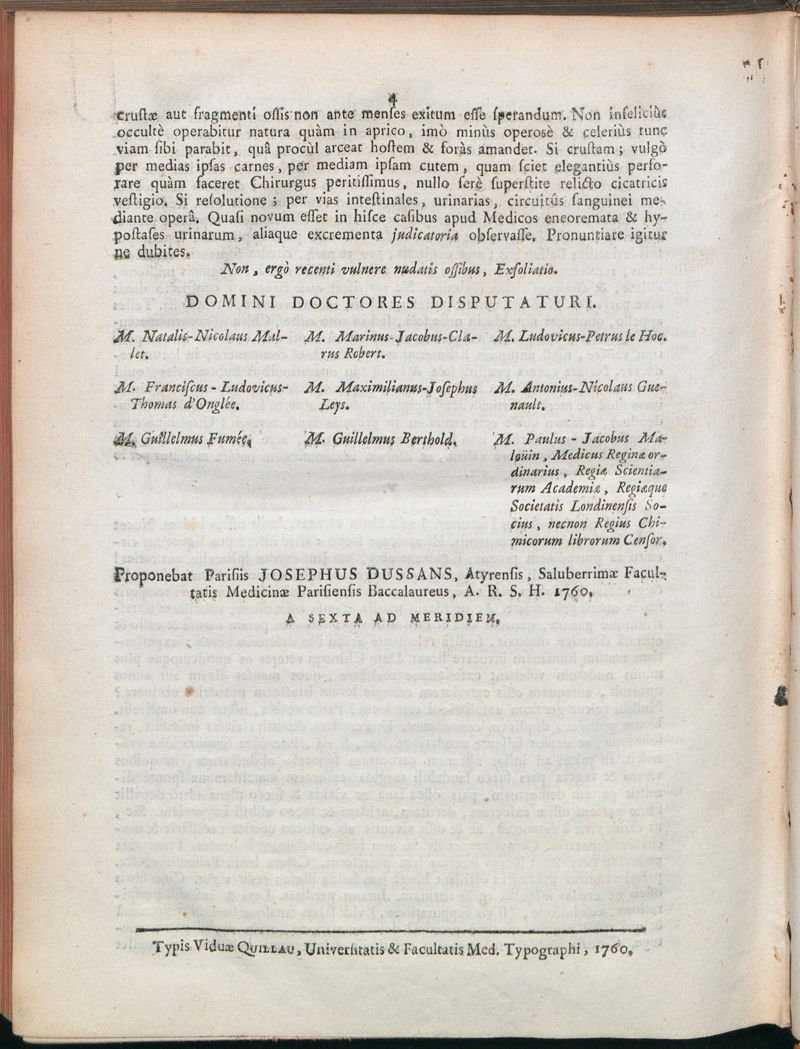 4
crustæ aut fragmenti ossis non ante menses exitum esse sperandum. Non infeliciùs
occultè operabitur natura quàm in aprico, imò minùs operosè & celeriùs tunc
viam sibi parabit, quâ procùl arceat hostem & foràs amandet. Si crustam; vulgò
per medias ipsas carnes, per mediam ipsam cutem, quam sciet elegantiùs perfo-
rare quàm faceret Chirurgus peritissimus, nullo ferè superstite relicto cicatricis
vestigio. Si resolutione; per vias intestinales, urinarias, circuitûs sanguinei me-
diante operâ. Quasi novum esset in hisce casibus apud Medicos eneoremata & hy-
postases urinarum, aliaque excrementa judicatoria observasse. Pronuntiare igitur
ne dubites.
Non, ergò recenti vulnere nudatis ossibus, Exfoliatio.
DOMINI DOCTORES DISPUTATURI.
M. Natalis-Nicolaus Mal-
let.
M. Marinus-Jacobus-Cla-
rus Robert.
M. Ludovicus-Petrus le Hoc.
M. Franciscus-Ludovicus-
Thomas d'Onglée.
M. Maximilianus-Josephus
Leys.
M. Antonius-Nicolaus Gue-
nault.
M. Guillelmus Fumée.
M. Guillelmus Berthold.
M. Paulus-Jacobus Ma-
louin, Medicus Reginæ or-
dinarius, Regiæ Scientia-
rum Academiæ, Regiæque
Societatis Londinensis So-
cius, necnon Regius Chi-
micorum librorum Censor.
Proponebat Parisiis JOSEPHUS DUSSANS, Atyrensis, Saluberrimæ Facul-
tatis Medicinæ Parisiensis Baccalaureus, A. R. S. H. 1760.
A SEXTA AD MERIDIEM.
Typis Viduæ QUILLAU, Universitatis & Facultatis Med. Typographi, 1760.